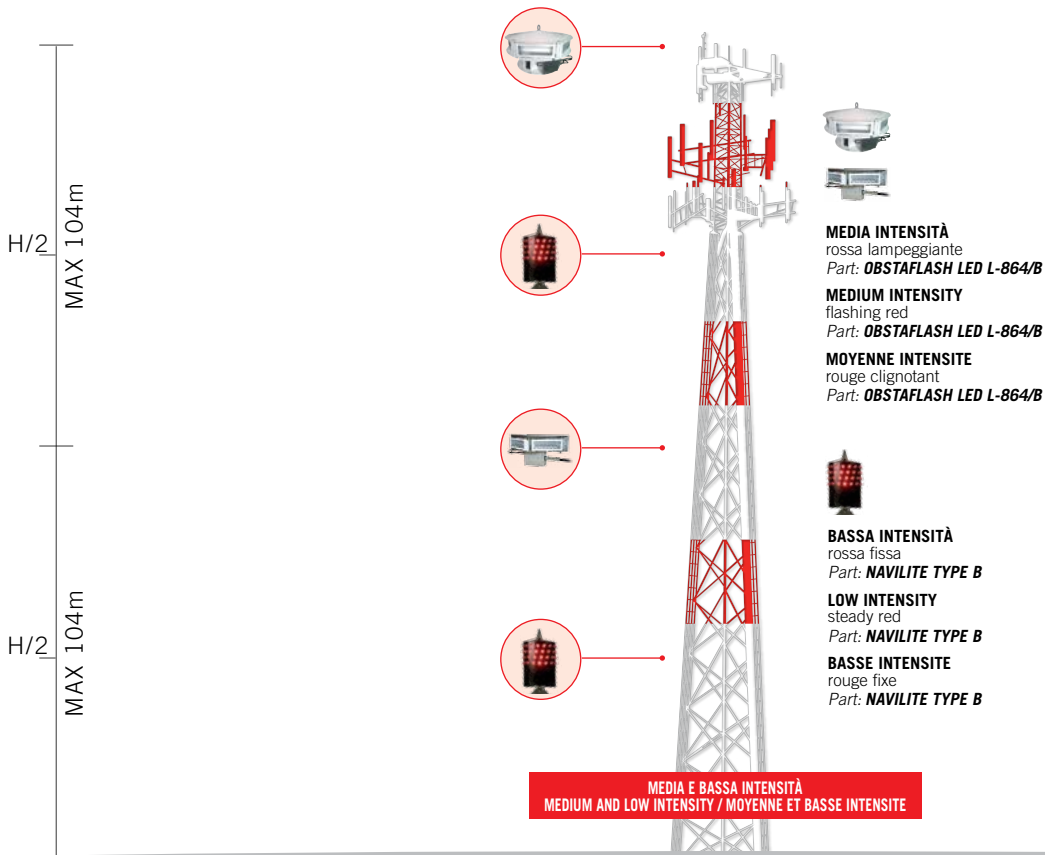 H/2
MAX 104m
H/2
MAX 104m
MEDIA INTENSITÀ
rossa lampeggiante
Part: OBSTAFLASH LED L-864/B
MEDIUM INTENSITY
flashing red
Part: OBSTAFLASH LED L-864/B
MOYENNE INTENSITE
rouge clignotant
Part: OBSTAFLASH LED L-864/B
BASSA INTENSITÀ
rossa fissa
Part: NAVILITE TYPE B
LOW INTENSITY
steady red
Part: NAVILITE TYPE B
BASSE INTENSITE
rouge fixe
Part: NAVILITE TYPE B
MEDIA E BASSA INTENSITÀ
MEDIUM AND LOW INTENSITY / MOYENNE ET BASSE INTENSITE